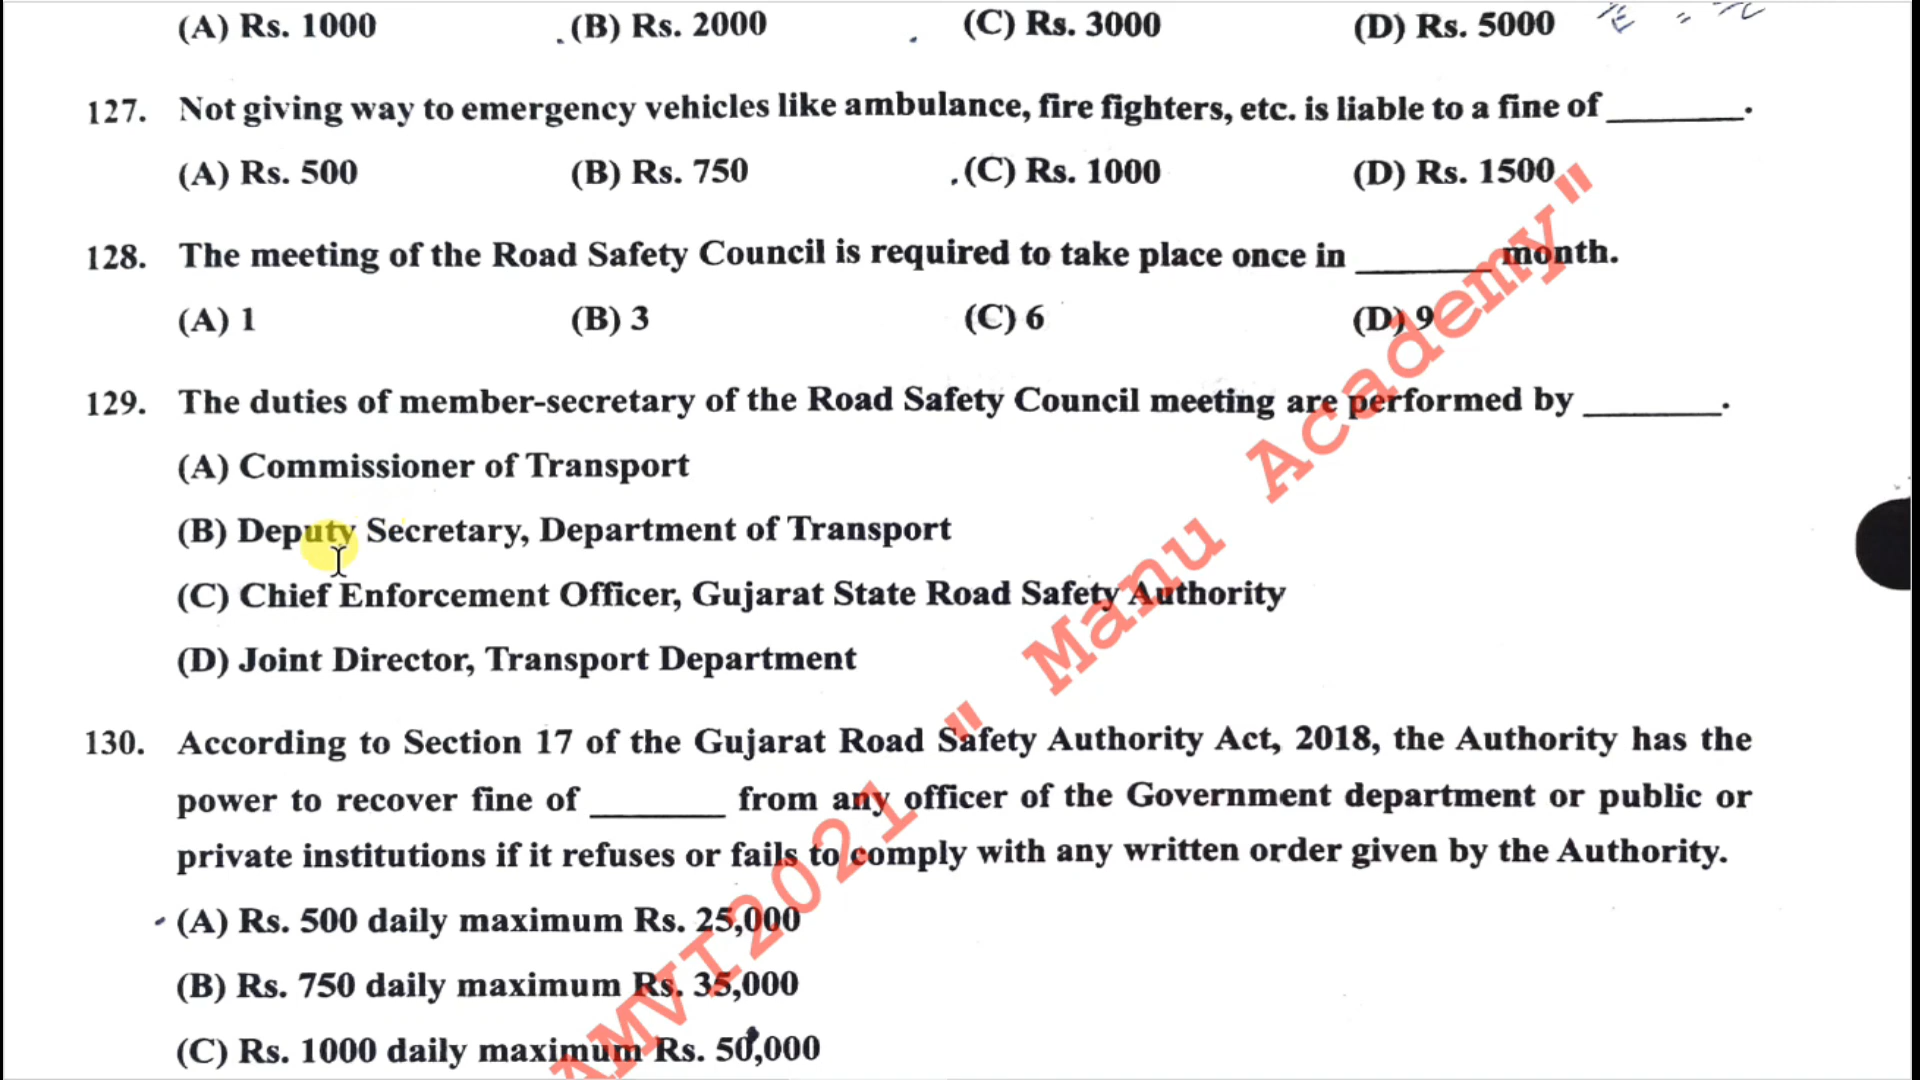 (A) Rs. 1000 (B) Rs. 2000 (C) Rs. 3000 (D) Rs. 5000
127. Not giving way to emergency vehicles like ambulance, fire fighters, etc. is liable to a fine of ________.
(A) Rs. 500 (B) Rs. 750 (C) Rs. 1000 (D) Rs. 1500
128. The meeting of the Road Safety Council is required to take place once in ________ month.
(A) 1 (B) 3 (C) 6 (D) 9
129. The duties of member-secretary of the Road Safety Council meeting are performed by ________.
(A) Commissioner of Transport
(B) Deputy Secretary, Department of Transport
(C) Chief Enforcement Officer, Gujarat State Road Safety Authority
(D) Joint Director, Transport Department
130. According to Section 17 of the Gujarat Road Safety Authority Act, 2018, the Authority has the
power to recover fine of ________ from any officer of the Government department or public or
private institutions if it refuses or fails to comply with any written order given by the Authority.
(A) Rs. 500 daily maximum Rs. 25,000
(B) Rs. 750 daily maximum Rs. 35,000
(C) Rs. 1000 daily maximum Rs. 50,000
AMVI2021 " Manu Academy"